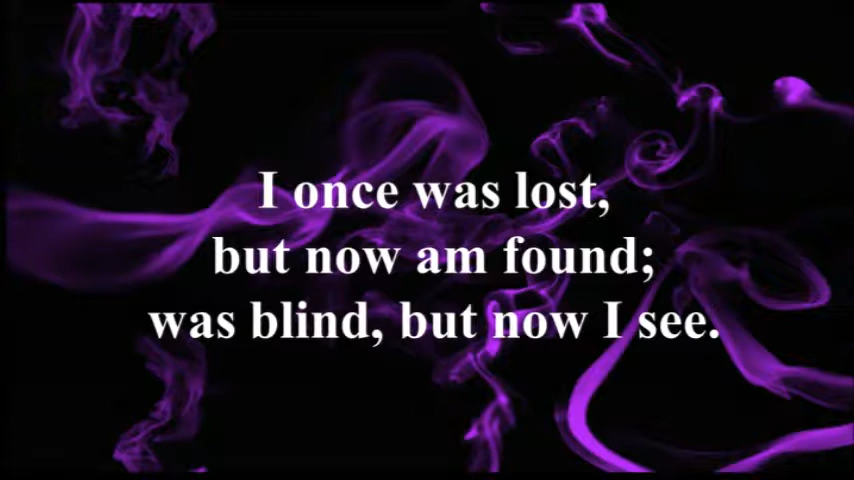 I once was lost,
but now am found;
was blind, but now I see.